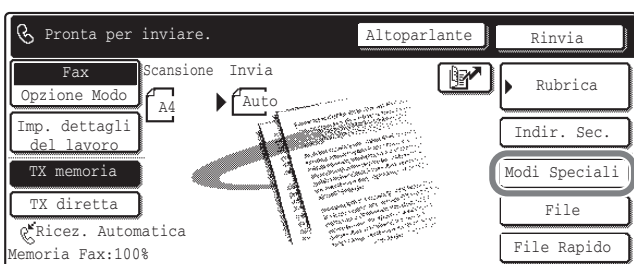 Pronta per inviare.
Altoparlante
Rinvia
Fax
Opzione Modo
Scansione
Invia
A4
Auto
Rubrica
Imp. dettagli
del lavoro
Indir. Sec.
TX memoria
Modi Speciali
TX diretta
File
Ricez. Automatica
Memoria Fax:100%
File Rapido